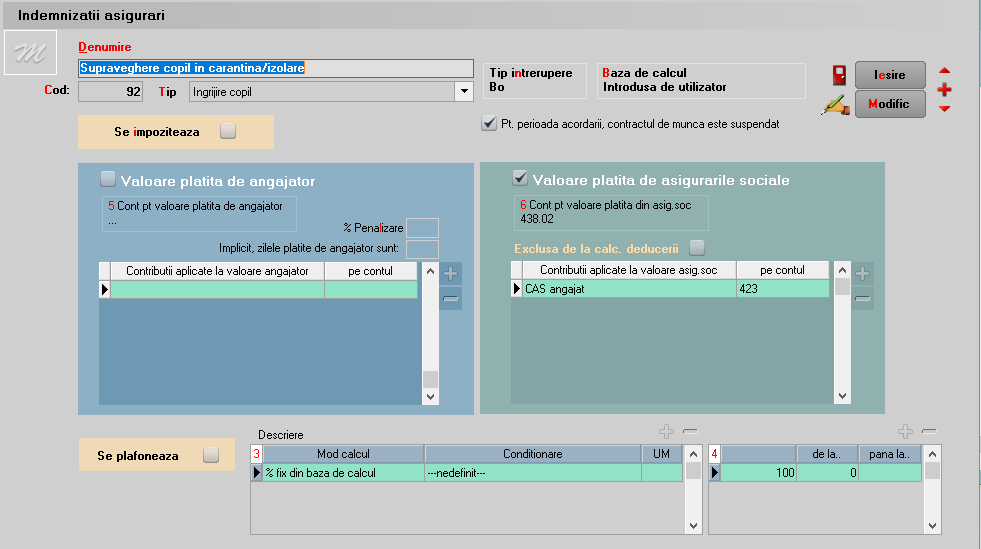 Indemnizatii asigurari
m
Denumire
Supraveghere copil in carantina/izolare
Cod: 92 Tip Ingrijire copil
Tip intrerupere
Bo
Baza de calcul
Introdusa de utilizator
Iesire
Modific
Se impoziteaza
Pt. perioada acordarii, contractul de munca este suspendat
Valoare platita de angajator
5 Cont pt valoare platita de angajator
...
% Penalizare
Implicit, zilele platite de angajator sunt:
Contributii aplicate la valoare angajator pe contul
Valoare platita de asigurarile sociale
6 Cont pt valoare platita din asig.soc
438.02
Exclusa de la calc. deducerii
Contributii aplicate la valoare asig.soc pe contul
CAS angajat 423
Se plafoneaza
Descriere
3 Mod calcul Conditionare UM
% fix din baza de calcul ---nedefinit---
4 de la.. pana la..
100 0